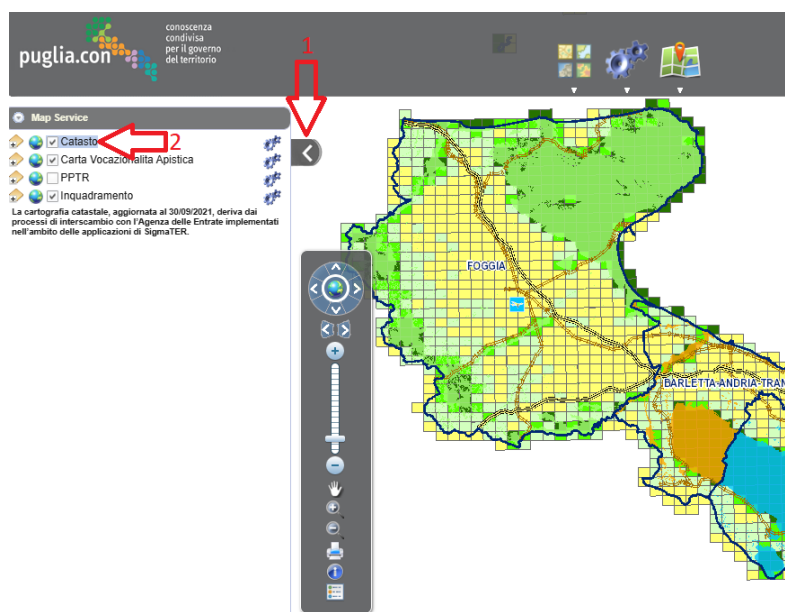 conoscenza
condivisa
per il governo
del territorio
puglia.con
1
Map Service
Catasto
2
Carta Vocazionalita Apistica
PPTR
Inquadramento
La cartografia catastale, aggiornata al 30/09/2021, deriva dai
processi di interscambio con l'Agenzia delle Entrate implementati
nell'ambito delle applicazioni di SigmaTER.
FOGGIA
BARLETTA ANDRIA TRAN